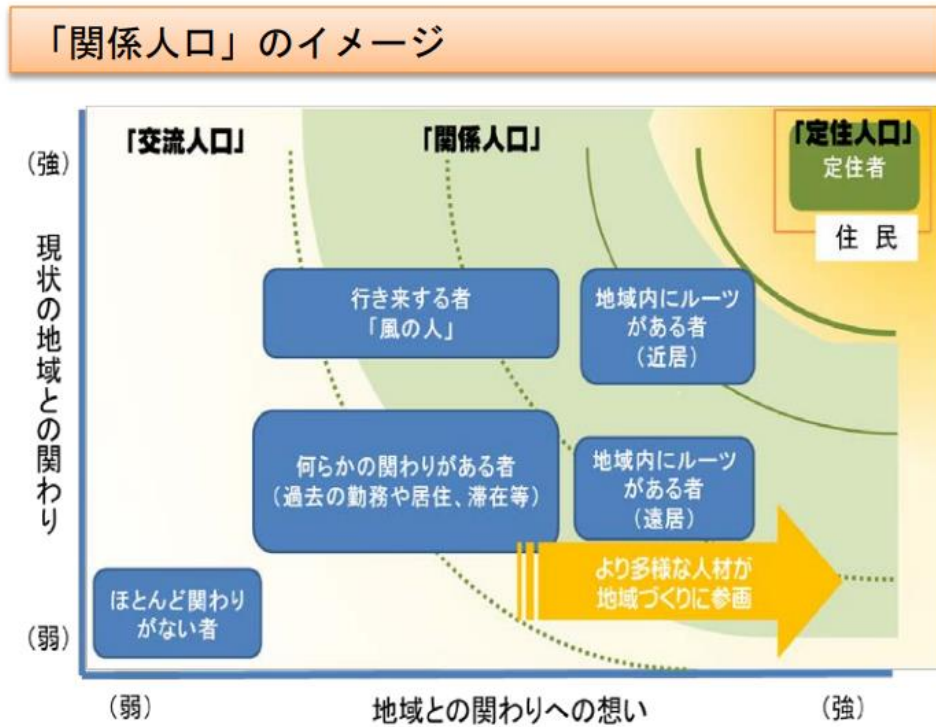 「関係人口」のイメージ
「交流人口」
「関係人口」
「定住人口」
定住者
住 民
(強)
現状の地域との関わり
(弱)
行き来する者
「風の人」
地域内にルーツ
がある者
(近居)
何らかの関わりがある者
(過去の勤務や居住、滞在等)
地域内にルーツ
がある者
(遠居)
より多様な人材が
地域づくりに参画
ほとんど関わり
がない者
(弱)
地域との関わりへの想い
(強)